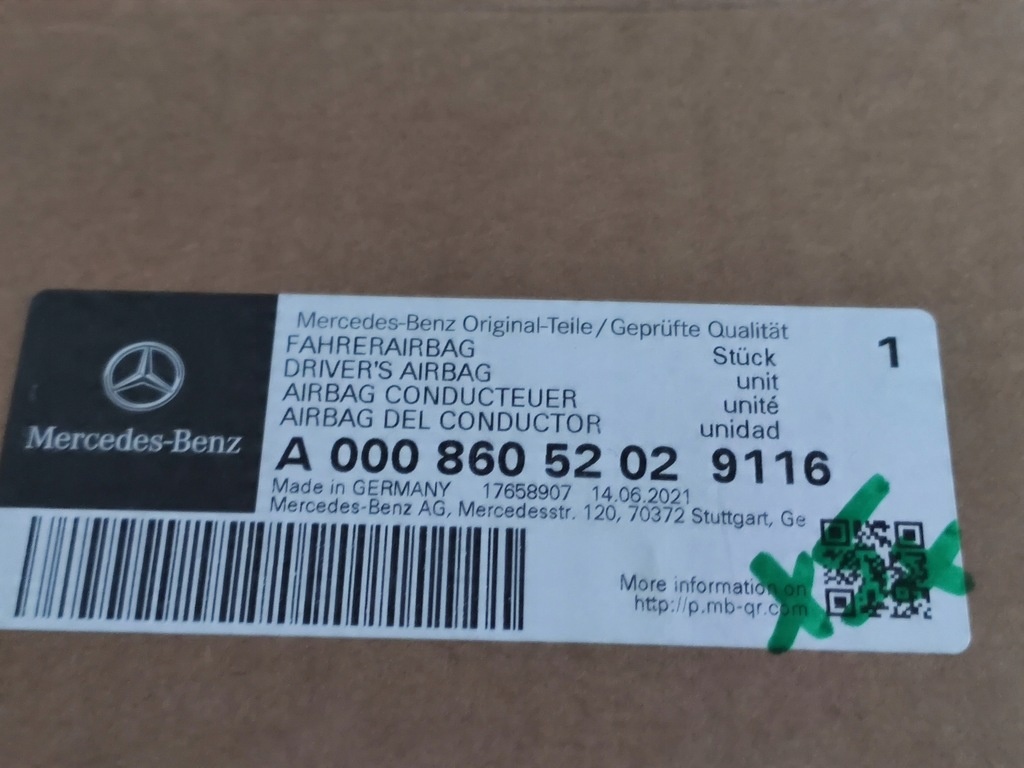 Mercedes-Benz
Mercedes-Benz Original-Teile/Geprüfte Qualität
FAHRERAIRBAG Stück 1
DRIVER'S AIRBAG unit
AIRBAG CONDUCTEUER unité
AIRBAG DEL CONDUCTOR unidad
A 000 860 52 02 9116
Made in GERMANY 17658907 14.06.2021
Mercedes-Benz AG, Mercedesstr. 120, 70372 Stuttgart, Ge
More information on
http://p.mb-qr.com